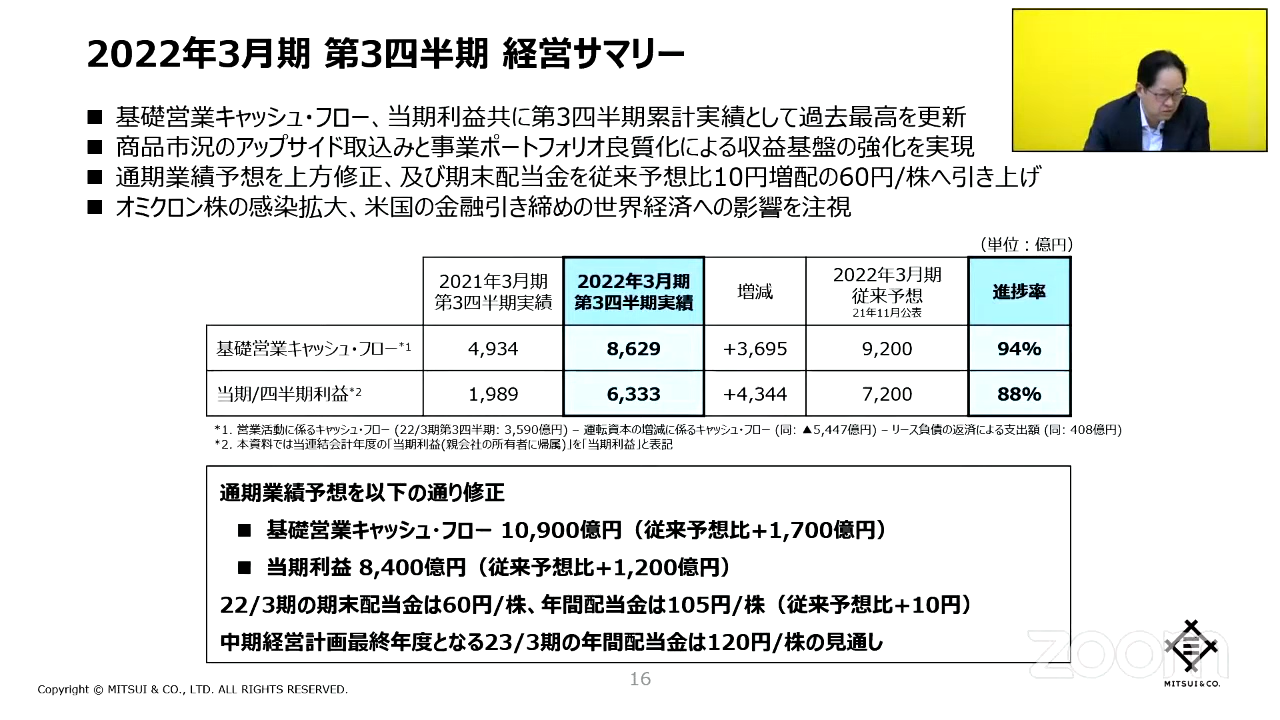 2022年3月期 第3四半期 経営サマリー
■ 基礎営業キャッシュ・フロー、当期利益共に第3四半期累計実績として過去最高を更新
■ 商品市況のアップサイド取込みと事業ポートフォリオ良質化による収益基盤の強化を実現
■ 通期業績予想を上方修正、及び期末配当金を従来予想比10円増配の60円/株へ引き上げ
■ オミクロン株の感染拡大、米国の金融引き締めの世界経済への影響を注視
（単位：億円）
2021年3月期
第3四半期実績
2022年3月期
第3四半期実績
増減
2022年3月期
従来予想
21年11月公表
進捗率
基礎営業キャッシュ・フロー*1 4,934 8,629 +3,695 9,200 94%
当期/四半期利益*2 1,989 6,333 +4,344 7,200 88%
*1. 営業活動に係るキャッシュ・フロー (22/3期第3四半期: 3,590億円) – 運転資本の増減に係るキャッシュ・フロー (同: ▲5,447億円) – リース負債の返済による支出額 (同: 408億円)
*2. 本資料では当連結会計年度の「当期利益(親会社の所有者に帰属)」を「当期利益」と表記
通期業績予想を以下の通り修正
■ 基礎営業キャッシュ・フロー 10,900億円（従来予想比+1,700億円）
■ 当期利益 8,400億円（従来予想比+1,200億円）
22/3期の期末配当金は60円/株、年間配当金は105円/株（従来予想比+10円）
中期経営計画最終年度となる23/3期の年間配当金は120円/株の見通し
zoom
MITSUI & CO.
16
Copyright © MITSUI & CO., LTD. ALL RIGHTS RESERVED.